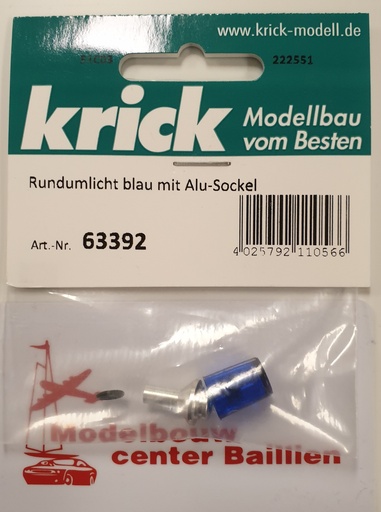 www.krick-modell.de
222551
krick
Modellbau
vom Besten
Rundumlicht blau mit Alu-Sockel
Art.-Nr. 63392
4 025792 110566
Modelbouw
center Baillien